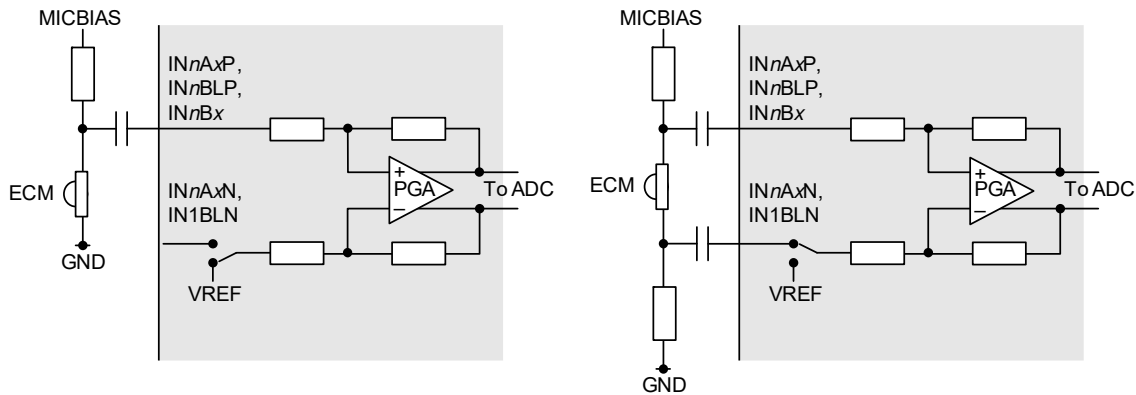 MICBIAS
INnAxP,
INnBLP,
INnBx
ECM
+
PGA
−
To ADC
INnAxN,
IN1BLN
GND
VREF
MICBIAS
INnAxP,
INnBLP,
INnBx
ECM
+
PGA
−
To ADC
INnAxN,
IN1BLN
VREF
GND